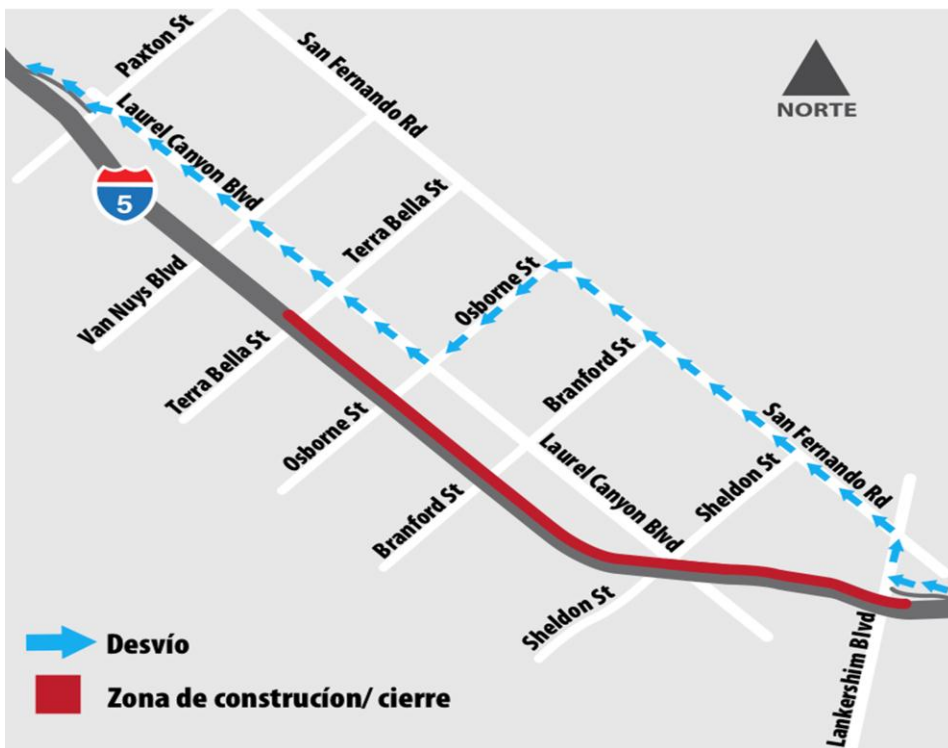 Paxton St
San Fernando Rd
NORTE
Laurel Canyon Blvd
5
Terra Bella St
Van Nuys Blvd
Osborne St
Terra Bella St
Branford St
Osborne St
San Fernando Rd
Laurel Canyon Blvd
Sheldon St
Branford St
Sheldon St
Lankershim Blvd
Desvío
Zona de construcíon/ cierre